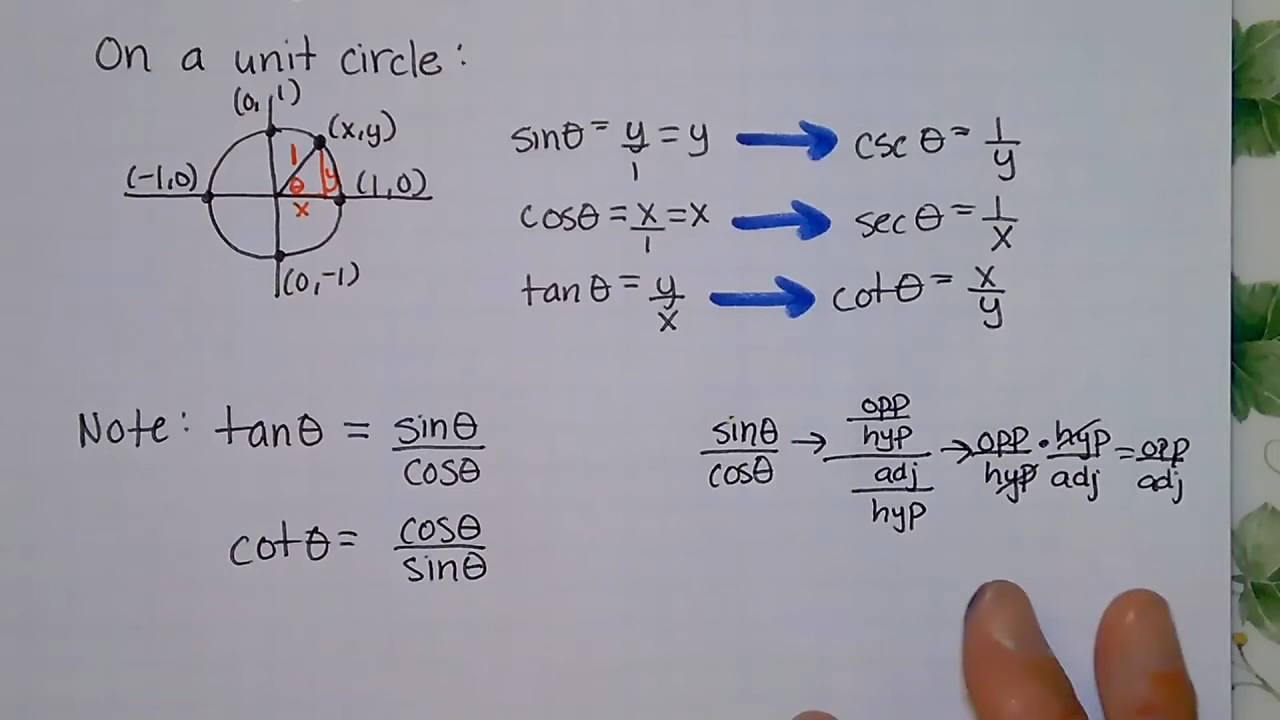 On a unit circle:
(0, 1)
(x,y)
(-1,0)
1
θ
y
x
(1,0)
(0,-1)
sinθ = y/1 = y → csc θ = 1/y
cosθ = x/1 = x → sec θ = 1/x
tanθ = y/x → cotθ = x/y
Note: tanθ = sinθ/cosθ
cotθ = cosθ/sinθ
sinθ/cosθ → (opp/hyp)/(adj/hyp) → opp/hyp · hyp/adj = opp/adj